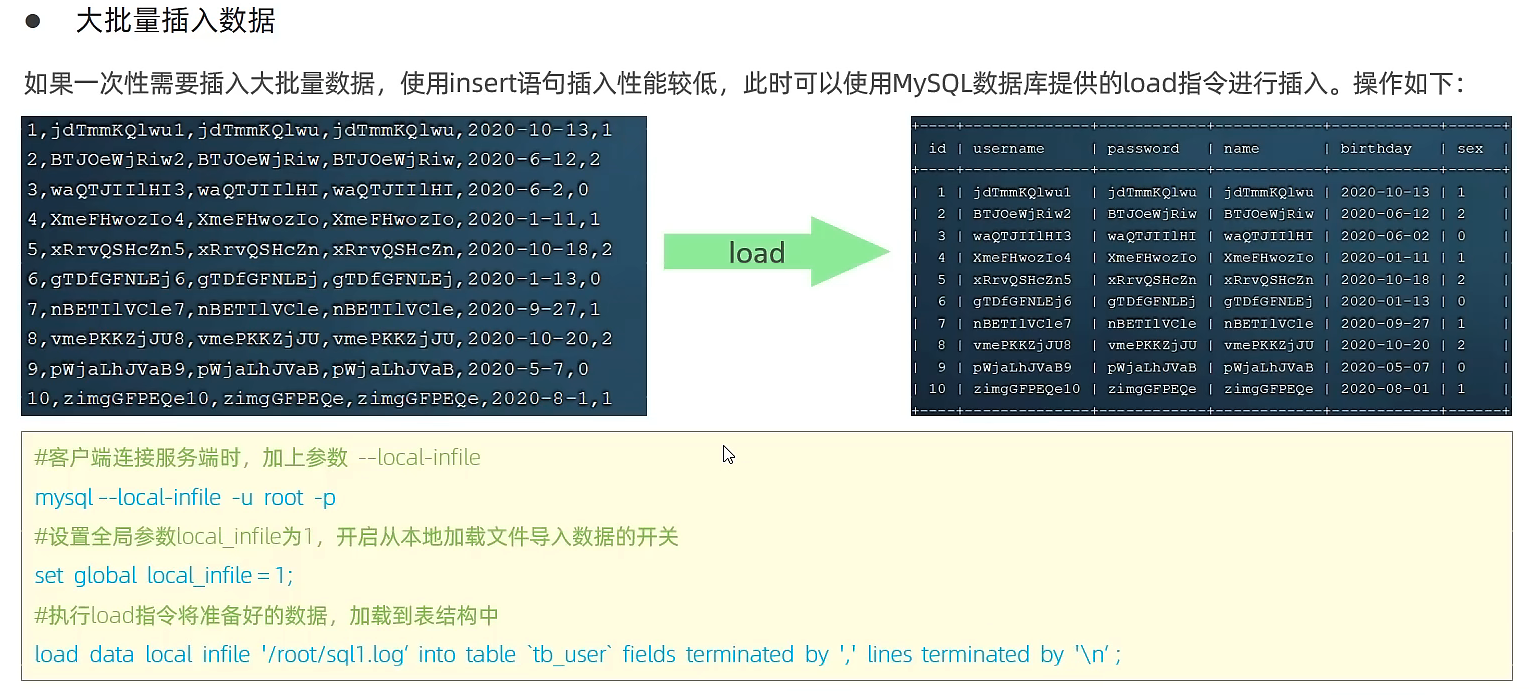 ● 大批量插入数据
如果一次性需要插入大批量数据，使用insert语句插入性能较低，此时可以使用MySQL数据库提供的load指令进行插入。操作如下：
1,jdTmmKQlwu1,jdTmmKQlwu,jdTmmKQlwu,2020-10-13,1
2,BTJOeWjRiw2,BTJOeWjRiw,BTJOeWjRiw,2020-6-12,2
3,waQTJIIlHI3,waQTJIIlHI,waQTJIIlHI,2020-6-2,0
4,XmeFHwozIo4,XmeFHwozIo,XmeFHwozIo,2020-1-11,1
5,xRrvQSHcZn5,xRrvQSHcZn,xRrvQSHcZn,2020-10-18,2
6,gTDfGFNLEj6,gTDfGFNLEj,gTDfGFNLEj,2020-1-13,0
7,nBETIlVCle7,nBETIlVCle,nBETIlVCle,2020-9-27,1
8,vmePKKZjJU8,vmePKKZjJU,vmePKKZjJU,2020-10-20,2
9,pWjaLhJVaB9,pWjaLhJVaB,pWjaLhJVaB,2020-5-7,0
10,zimgGFPEQe10,zimgGFPEQe,zimgGFPEQe,2020-8-1,1
load
+----+--------------+------------+------------+------------+------+
| id | username | password | name | birthday | sex |
+----+--------------+------------+------------+------------+------+
| 1 | jdTmmKQlwu1 | jdTmmKQlwu | jdTmmKQlwu | 2020-10-13 | 1 |
| 2 | BTJOeWjRiw2 | BTJOeWjRiw | BTJOeWjRiw | 2020-06-12 | 2 |
| 3 | waQTJIIlHI3 | waQTJIIlHI | waQTJIIlHI | 2020-06-02 | 0 |
| 4 | XmeFHwozIo4 | XmeFHwozIo | XmeFHwozIo | 2020-01-11 | 1 |
| 5 | xRrvQSHcZn5 | xRrvQSHcZn | xRrvQSHcZn | 2020-10-18 | 2 |
| 6 | gTDfGFNLEj6 | gTDfGFNLEj | gTDfGFNLEj | 2020-01-13 | 0 |
| 7 | nBETIlVCle7 | nBETIlVCle | nBETIlVCle | 2020-09-27 | 1 |
| 8 | vmePKKZjJU8 | vmePKKZjJU | vmePKKZjJU | 2020-10-20 | 2 |
| 9 | pWjaLhJVaB9 | pWjaLhJVaB | pWjaLhJVaB | 2020-05-07 | 0 |
| 10 | zimgGFPEQe10 | zimgGFPEQe | zimgGFPEQe | 2020-08-01 | 1 |
+----+--------------+------------+------------+------------+------+
#客户端连接服务端时，加上参数 --local-infile
mysql --local-infile -u root -p
#设置全局参数local_infile为1，开启从本地加载文件导入数据的开关
set global local_infile = 1;
#执行load指令将准备好的数据，加载到表结构中
load data local infile '/root/sql1.log’ into table `tb_user` fields terminated by ',' lines terminated by '\n’ ;